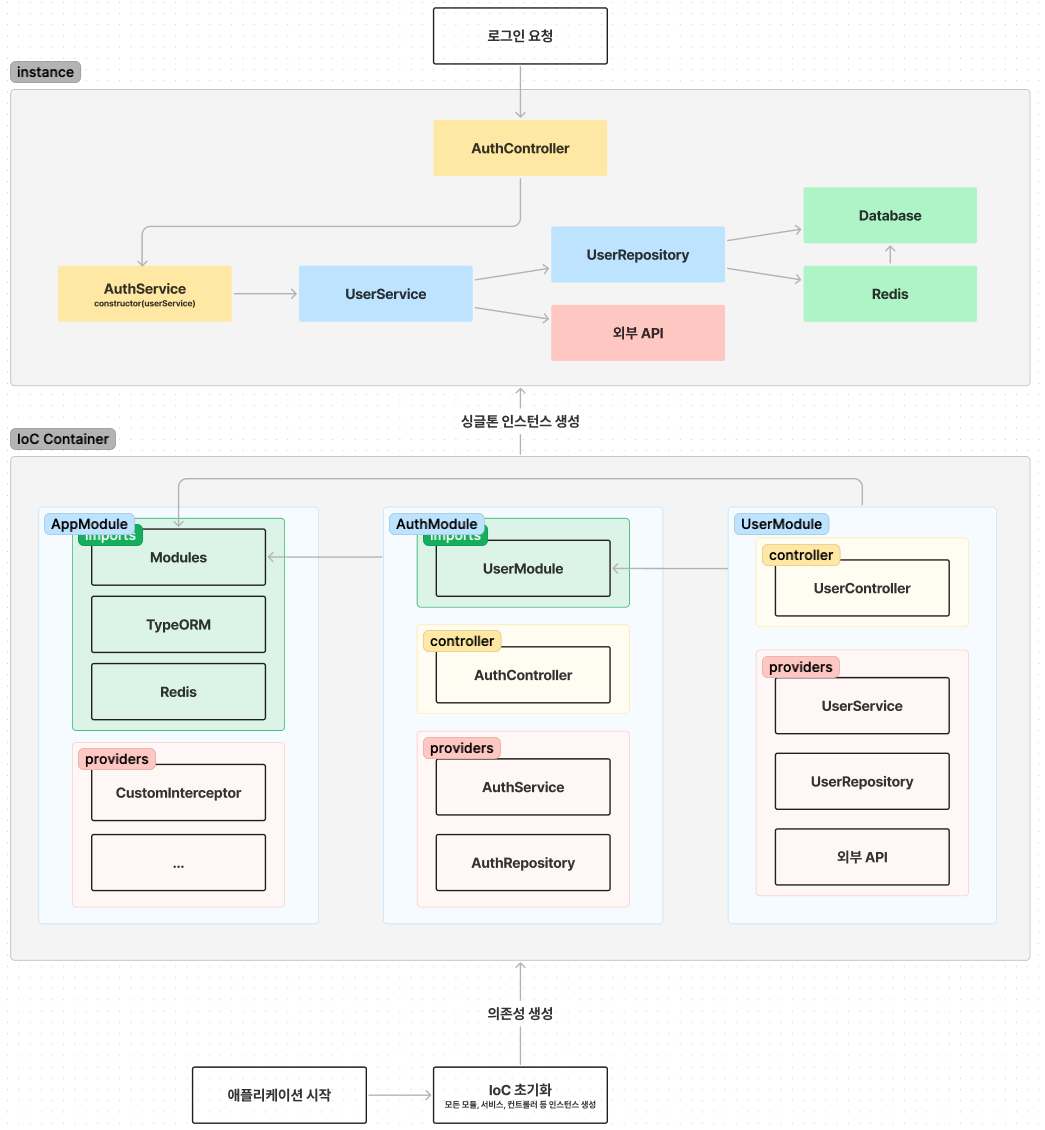 로그인 요청
instance
AuthController
Database
UserRepository
AuthService
constructor(userService)
UserService
Redis
외부 API
싱글톤 인스턴스 생성
IoC Container
AppModule
imports
Modules
TypeORM
Redis
providers
CustomInterceptor
...
AuthModule
imports
UserModule
controller
AuthController
providers
AuthService
AuthRepository
UserModule
controller
UserController
providers
UserService
UserRepository
외부 API
의존성 생성
애플리케이션 시작
IoC 초기화
모든 모듈, 서비스, 컨트롤러 등 인스턴스 생성